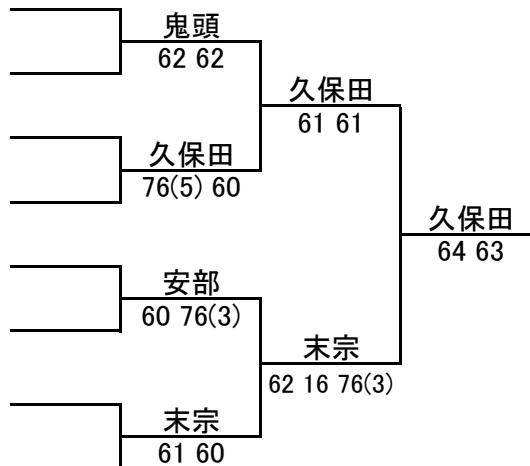 鬼頭
62 62
久保田
61 61
久保田
76(5) 60
久保田
64 63
安部
60 76(3)
末宗
62 16 76(3)
末宗
61 60